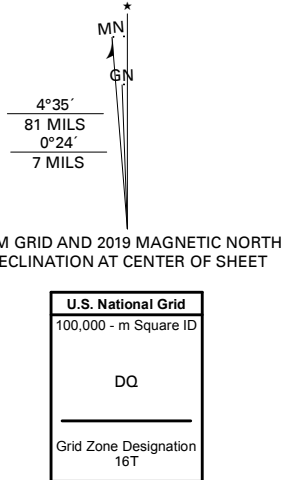 ★
MN
GN
4°35´
81 MILS
0°24´
7 MILS
M GRID AND 2019 MAGNETIC NORTH
ECLINATION AT CENTER OF SHEET
U.S. National Grid
100,000 - m Square ID
DQ
Grid Zone Designation
16T